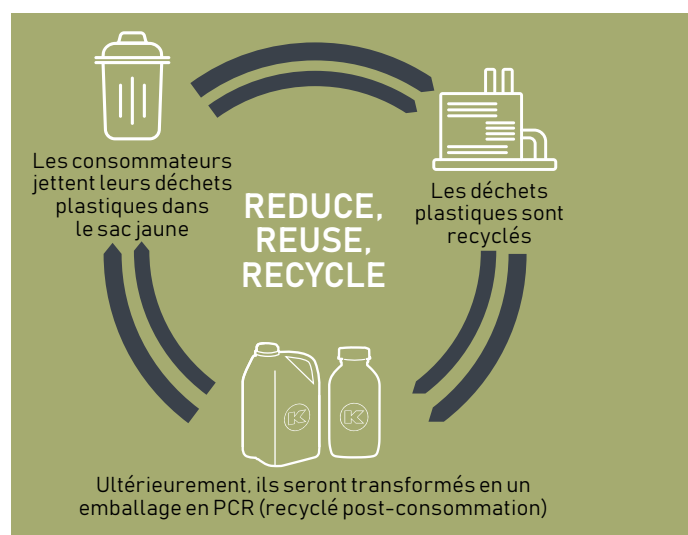 Les consommateurs
jettent leurs déchets
plastiques dans
le sac jaune
REDUCE,
REUSE,
RECYCLE
Les déchets
plastiques sont
recyclés
K
K
Ultérieurement, ils seront transformés en un
emballage en PCR (recyclé post-consommation)